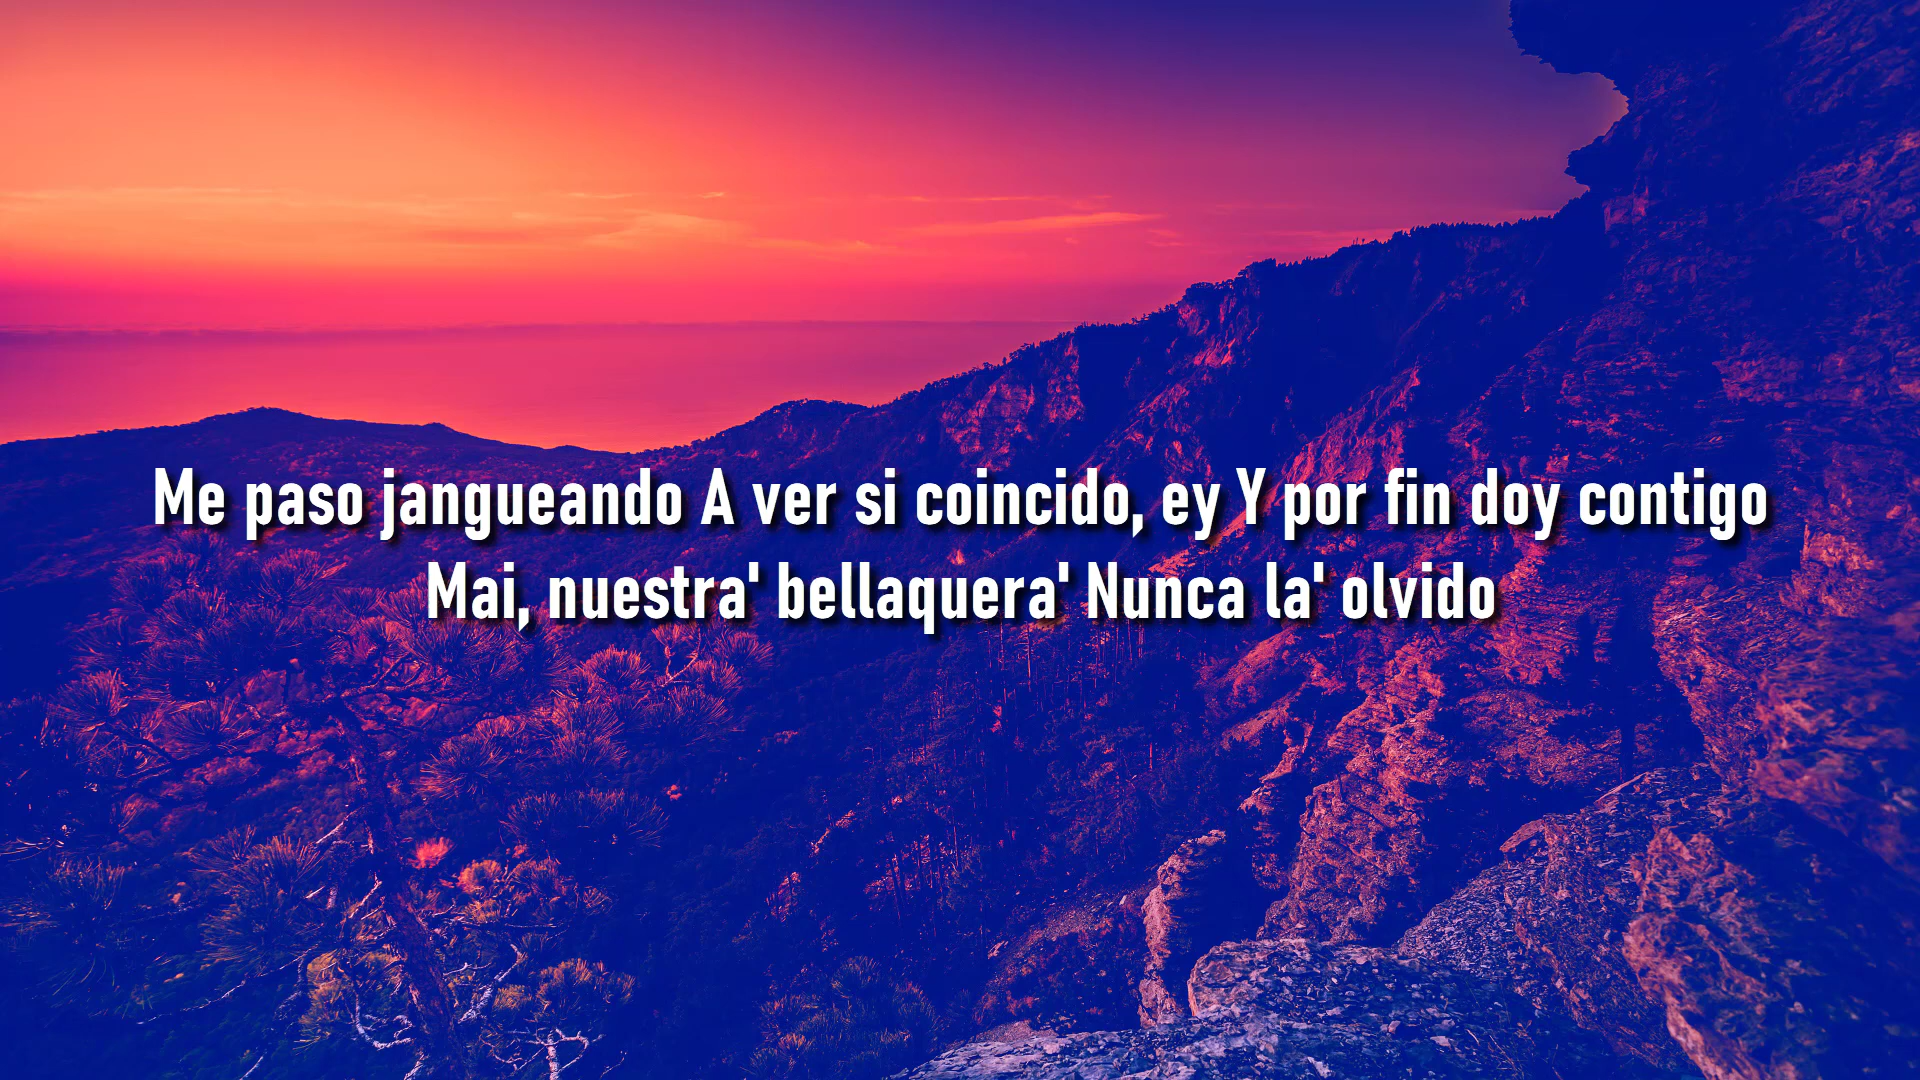 Me paso jangueando A ver si coincido, ey Y por fin doy contigo
Mai, nuestra' bellaquera' Nunca la' olvido